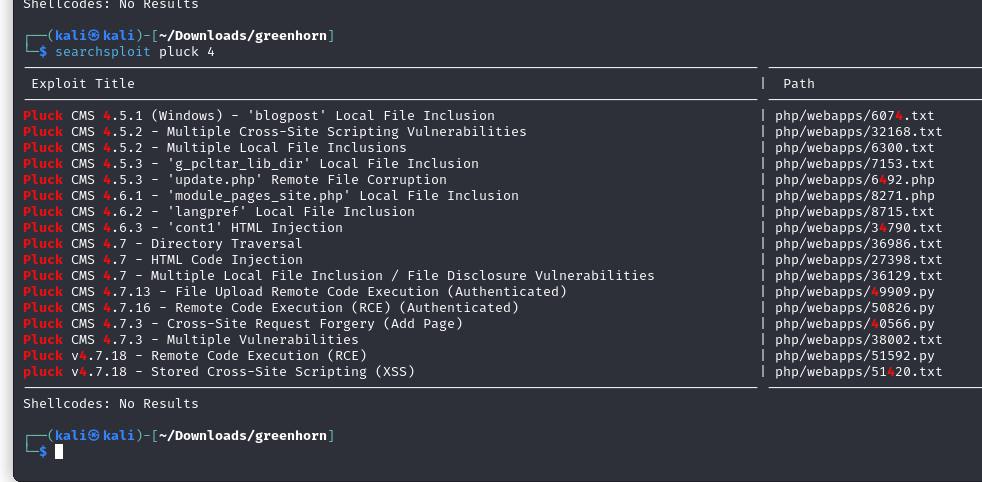 Shellcodes: No Results
┌──(kali㉿kali)-[~/Downloads/greenhorn]
└─$ searchsploit pluck 4
Exploit Title | Path
Pluck CMS 4.5.1 (Windows) - 'blogpost' Local File Inclusion | php/webapps/6074.txt
Pluck CMS 4.5.2 - Multiple Cross-Site Scripting Vulnerabilities | php/webapps/32168.txt
Pluck CMS 4.5.2 - Multiple Local File Inclusions | php/webapps/6300.txt
Pluck CMS 4.5.3 - 'g_pcltar_lib_dir' Local File Inclusion | php/webapps/7153.txt
Pluck CMS 4.5.3 - 'update.php' Remote File Corruption | php/webapps/6492.php
Pluck CMS 4.6.1 - 'module_pages_site.php' Local File Inclusion | php/webapps/8271.php
Pluck CMS 4.6.2 - 'langpref' Local File Inclusion | php/webapps/8715.txt
Pluck CMS 4.6.3 - 'cont1' HTML Injection | php/webapps/34790.txt
Pluck CMS 4.7 - Directory Traversal | php/webapps/36986.txt
Pluck CMS 4.7 - HTML Code Injection | php/webapps/27398.txt
Pluck CMS 4.7 - Multiple Local File Inclusion / File Disclosure Vulnerabilities | php/webapps/36129.txt
Pluck CMS 4.7.13 - File Upload Remote Code Execution (Authenticated) | php/webapps/49909.py
Pluck CMS 4.7.16 - Remote Code Execution (RCE) (Authenticated) | php/webapps/50826.py
Pluck CMS 4.7.3 - Cross-Site Request Forgery (Add Page) | php/webapps/40566.py
Pluck CMS 4.7.3 - Multiple Vulnerabilities | php/webapps/38002.txt
Pluck v4.7.18 - Remote Code Execution (RCE) | php/webapps/51592.py
pluck v4.7.18 - Stored Cross-Site Scripting (XSS) | php/webapps/51420.txt
Shellcodes: No Results
┌──(kali㉿kali)-[~/Downloads/greenhorn]
└─$